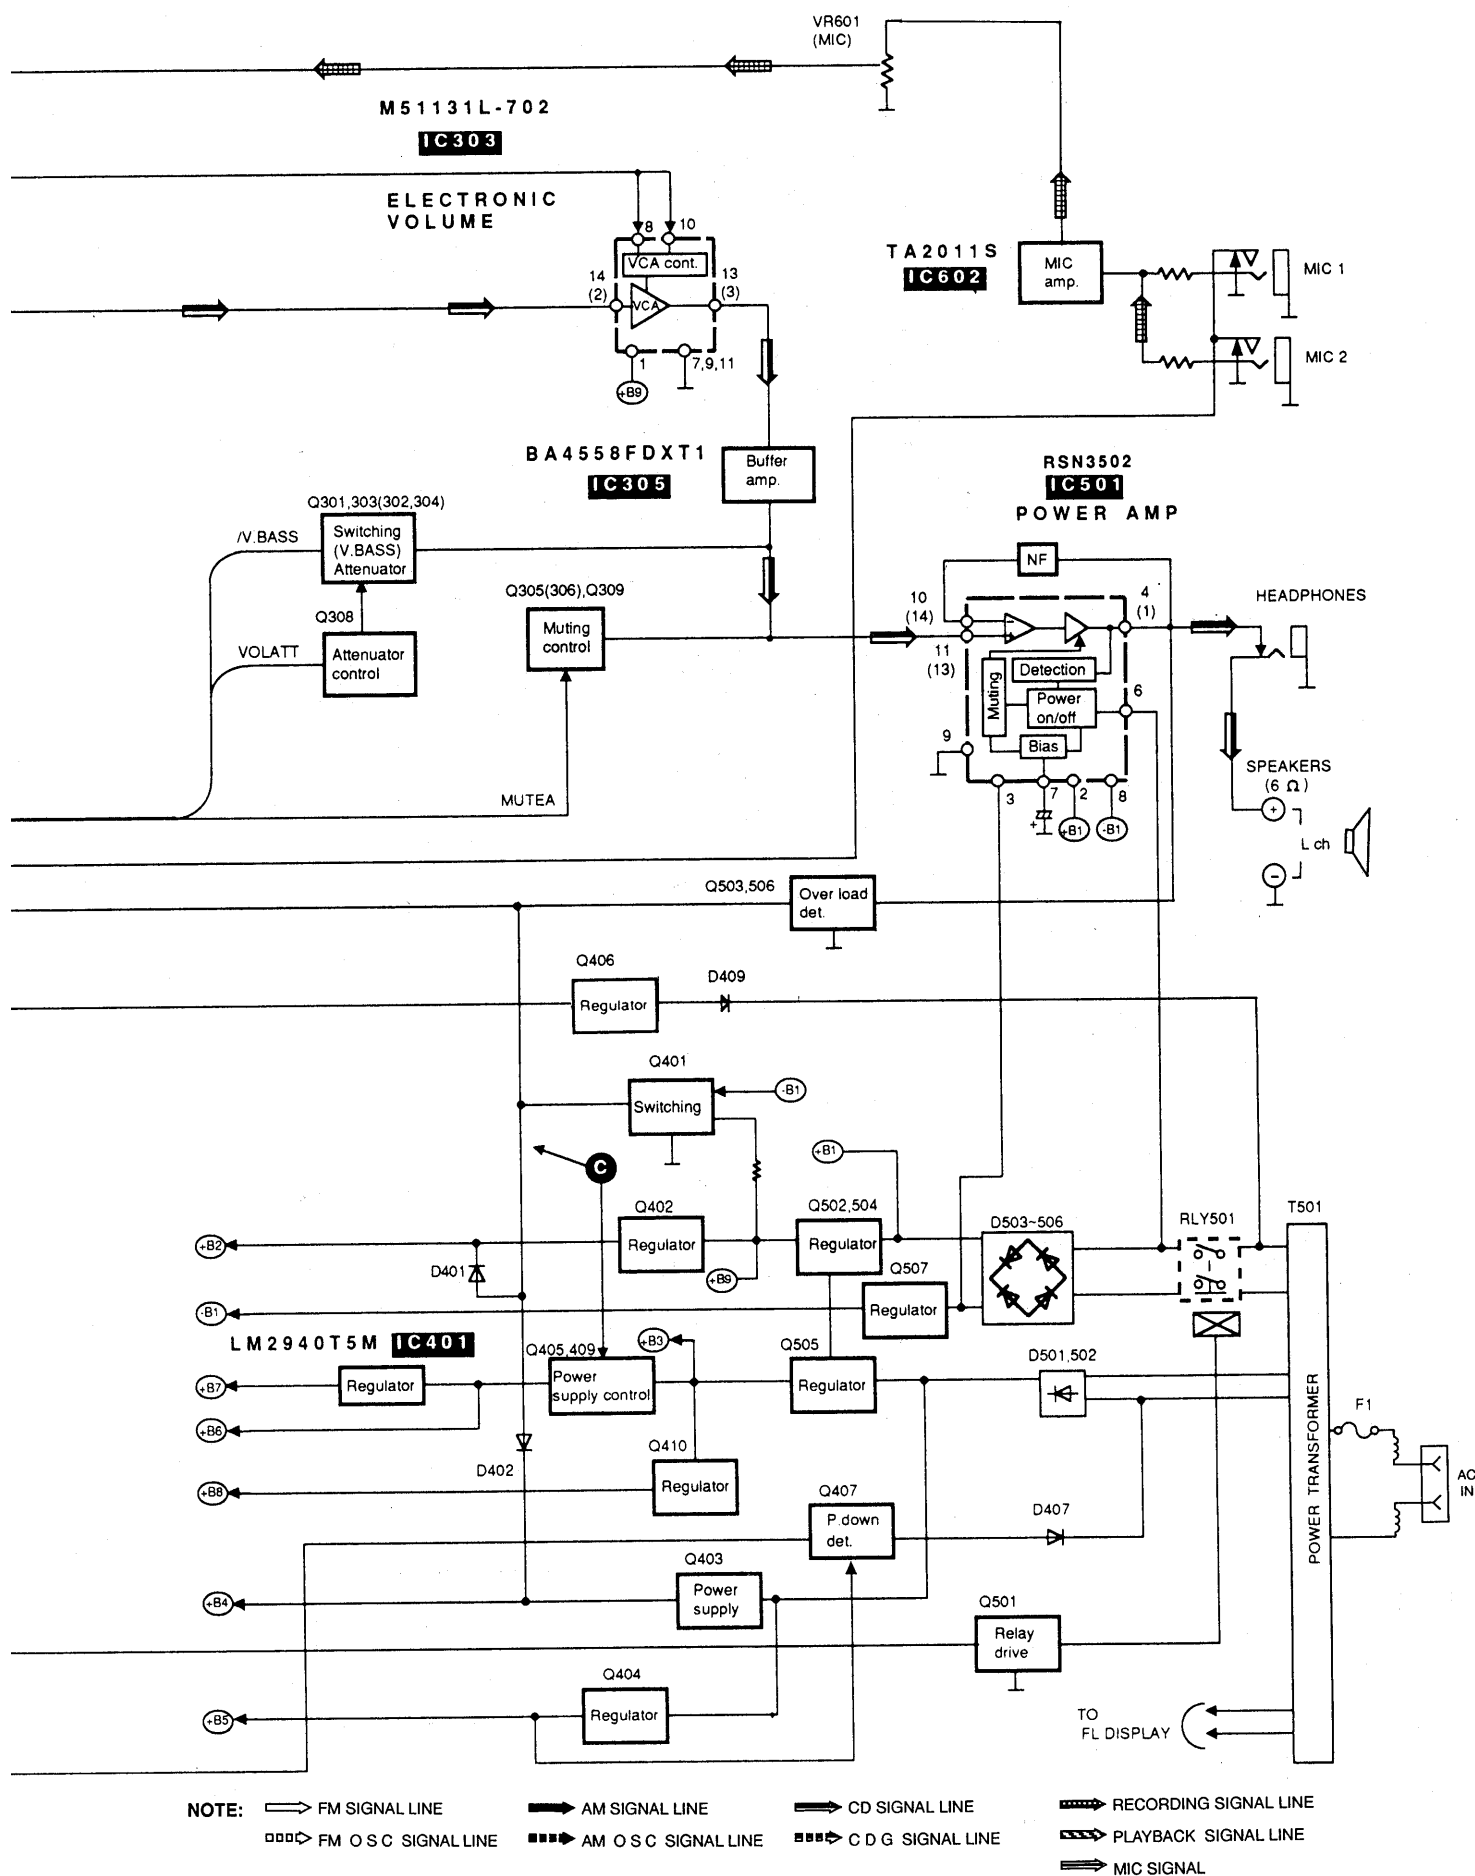 VR601
(MIC)
M51131L-702
IC303
ELECTRONIC
VOLUME
8
10
VCA cont.
14
(2)
VCA
13
(3)
1
7,9,11
+B9
TA2011S
IC602
MIC
amp.
MIC 1
MIC 2
BA4558FDXT1
IC305
Buffer
amp.
RSN3502
IC501
POWER AMP
Q301,303(302,304)
/V.BASS
Switching
(V.BASS)
Attenuator
Q308
VOLATT
Attenuator
control
Q305(306),Q309
Muting
control
MUTEA
NF
10
(14)
4
(1)
11
(13)
Detection
Muting
Power
on/off
6
Bias
9
3
7
2
8
+
+B1
-B1
HEADPHONES
SPEAKERS
(6 Ω)
+
L ch
−
Q503,506
Over load
det.
Q406
D409
Regulator
Q401
Switching
-B1
C
+B1
Q402
Q502,504
D503~506
RLY501
T501
+B2
Regulator
Regulator
D401
+B9
Q507
-B1
Regulator
LM2940T5M
IC401
+B3
Q405,409
Q505
D501,502
+B7
Regulator
Power
supply control
Regulator
+B6
F1
Q410
D402
Regulator
+B8
AC
IN
POWER TRANSFORMER
Q407
D407
P.down
det.
Q403
+B4
Power
supply
Q501
Relay
drive
Q404
+B5
Regulator
TO
FL DISPLAY
NOTE:
FM SIGNAL LINE
AM SIGNAL LINE
CD SIGNAL LINE
RECORDING SIGNAL LINE
FM O S C SIGNAL LINE
AM O S C SIGNAL LINE
C D G SIGNAL LINE
PLAYBACK SIGNAL LINE
MIC SIGNAL